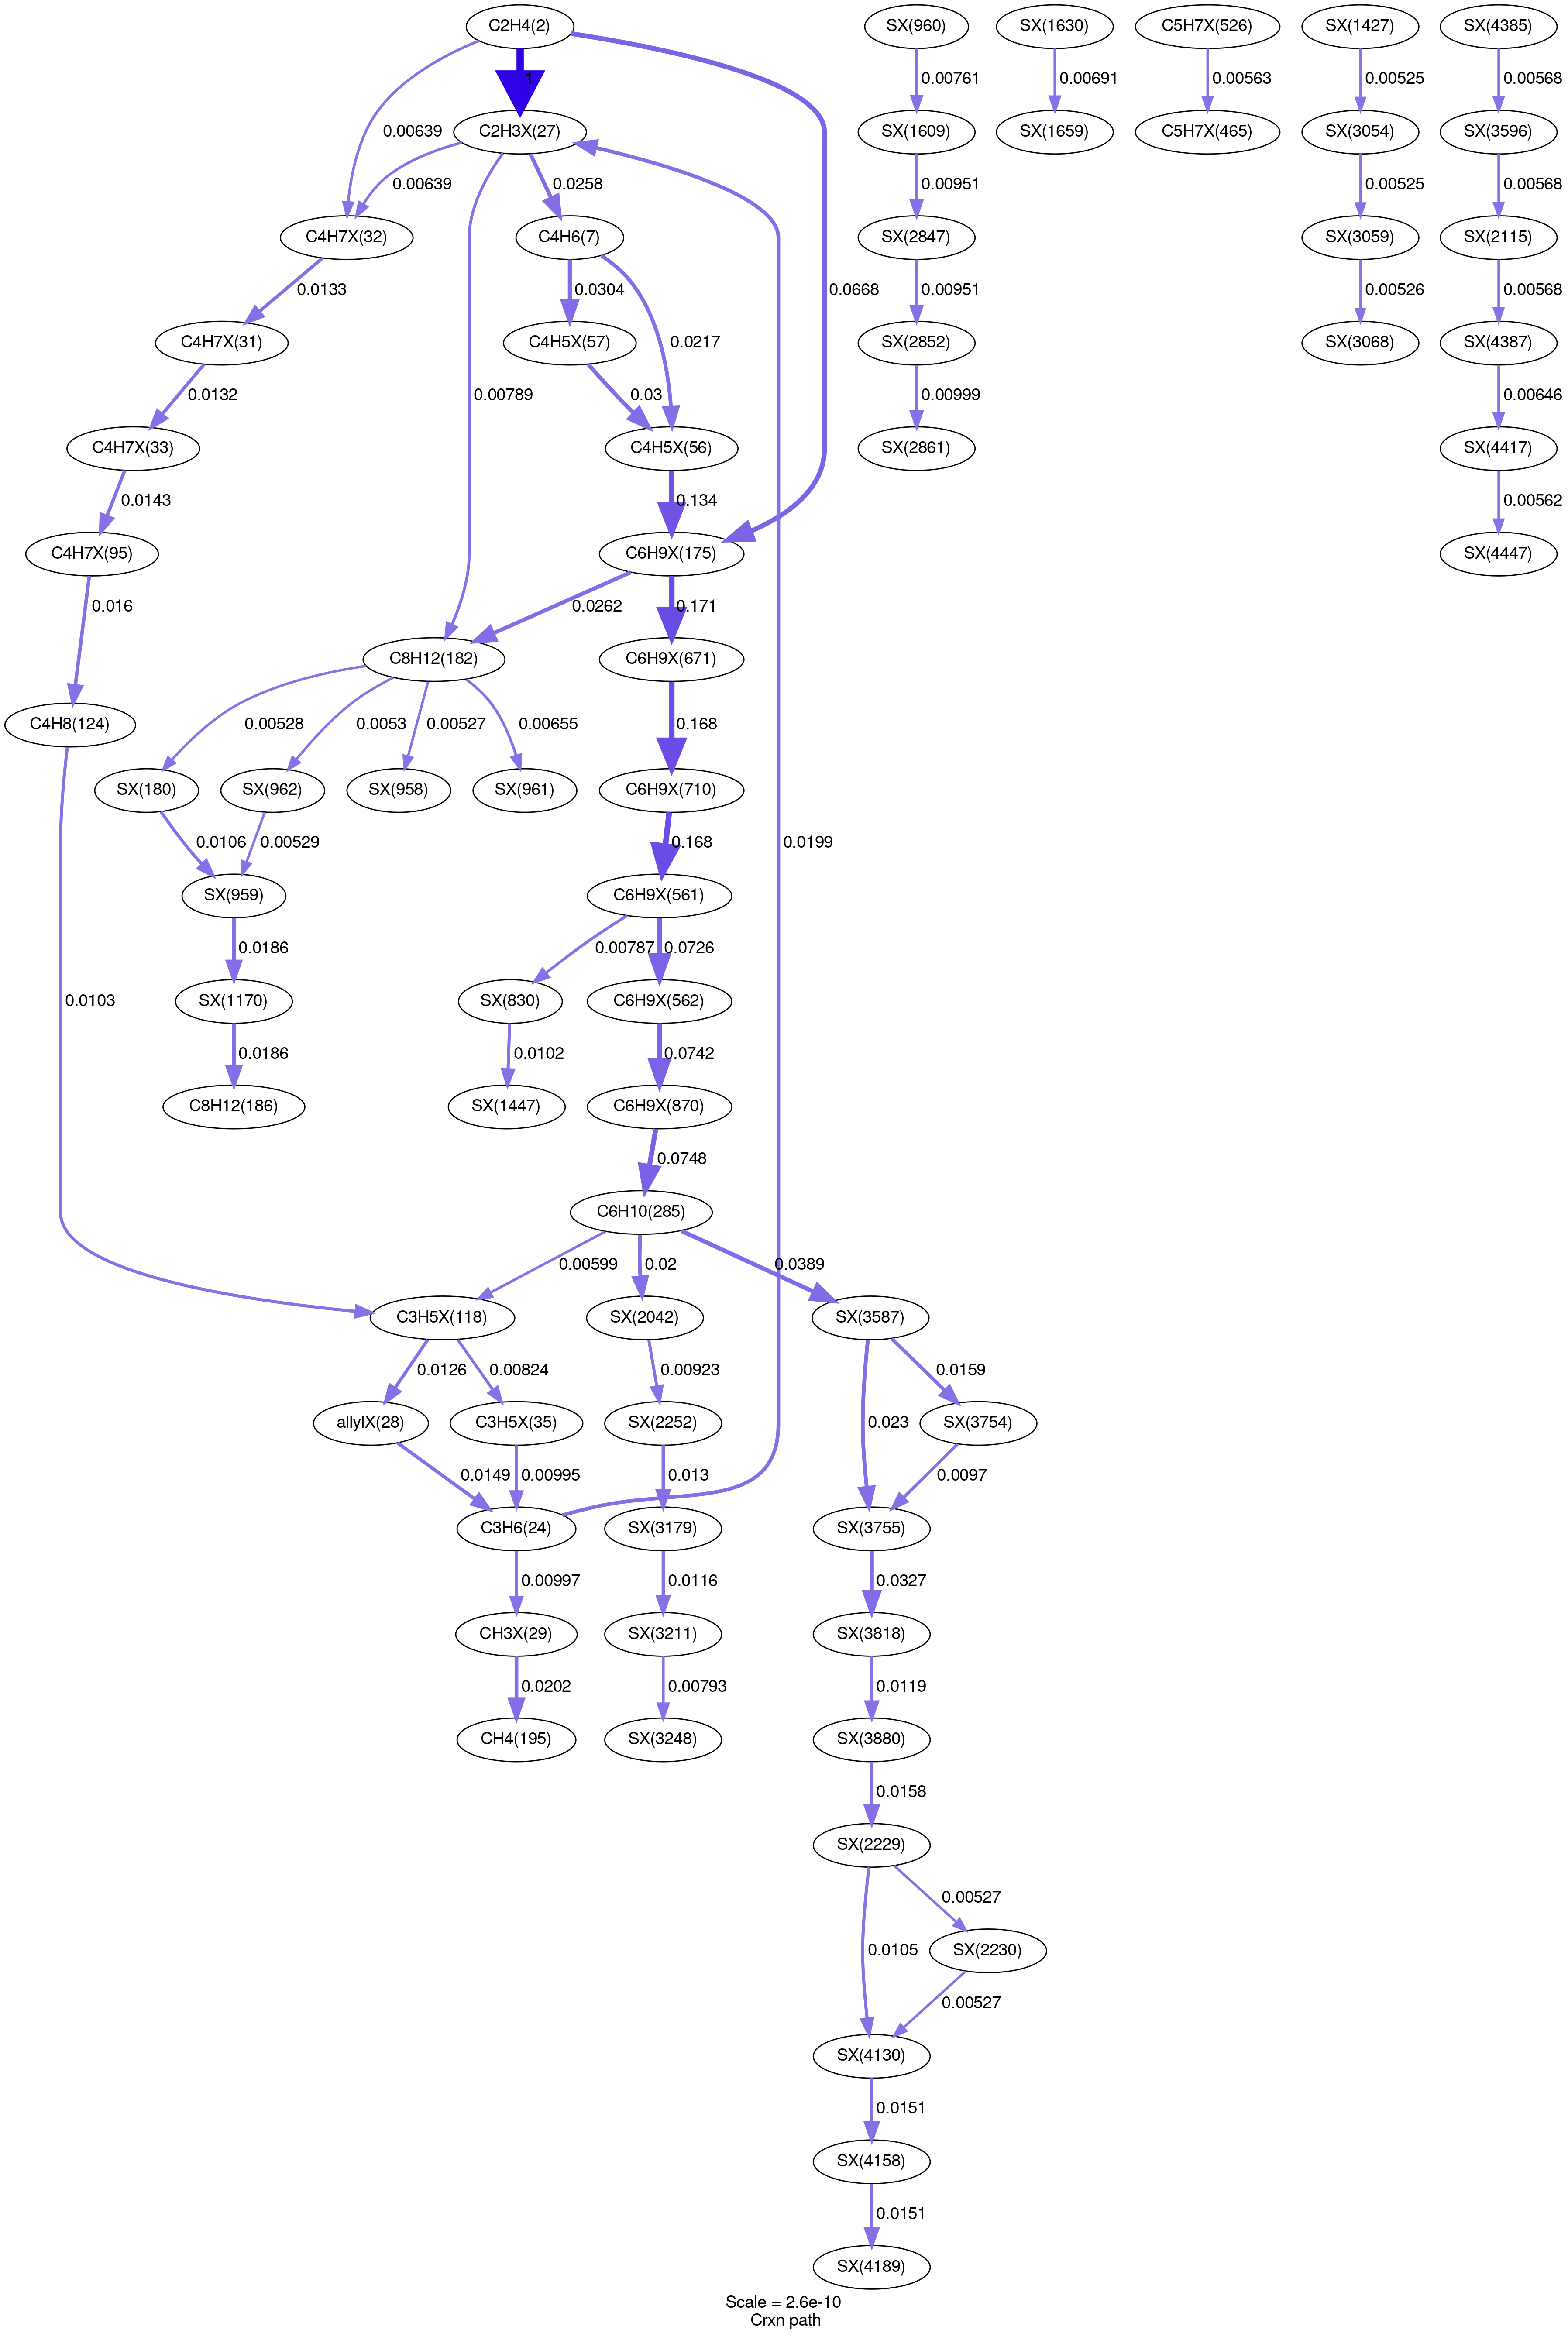 C2H4(2)
SX(960)
SX(1630)
C5H7X(526)
SX(1427)
SX(4385)
1
0.00761
0.00691
0.00563
0.00525
0.00568
0.00639
C2H3X(27)
SX(1609)
SX(1659)
C5H7X(465)
SX(3054)
SX(3596)
0.00639
0.0258
0.00951
0.00525
0.00568
C4H7X(32)
C4H6(7)
SX(2847)
SX(3059)
SX(2115)
0.0133
0.0304
0.0668
0.00951
0.00526
0.00568
C4H7X(31)
C4H5X(57)
0.0217
SX(2852)
SX(3068)
SX(4387)
0.0132
0.00789
0.03
0.00999
0.00646
C4H7X(33)
C4H5X(56)
SX(2861)
SX(4417)
0.0143
0.134
0.00562
C4H7X(95)
C6H9X(175)
SX(4447)
0.016
0.0262
0.171
C8H12(182)
C6H9X(671)
C4H8(124)
0.00528
0.0053
0.00527
0.00655
0.168
SX(180)
SX(962)
SX(958)
SX(961)
C6H9X(710)
0.0106
0.00529
0.168
0.0199
SX(959)
C6H9X(561)
0.0186
0.00787
0.0726
0.0103
SX(1170)
SX(830)
C6H9X(562)
0.0186
0.0102
0.0742
C8H12(186)
SX(1447)
C6H9X(870)
0.0748
C6H10(285)
0.00599
0.02
0.0389
C3H5X(118)
SX(2042)
SX(3587)
0.0126
0.00824
0.00923
0.0159
allylX(28)
C3H5X(35)
SX(2252)
0.023
SX(3754)
0.0149
0.00995
0.013
0.0097
C3H6(24)
SX(3179)
SX(3755)
0.00997
0.0116
0.0327
CH3X(29)
SX(3211)
SX(3818)
0.0202
0.00793
0.0119
CH4(195)
SX(3248)
SX(3880)
0.0158
SX(2229)
0.00527
0.0105
SX(2230)
0.00527
SX(4130)
0.0151
SX(4158)
0.0151
SX(4189)
Scale = 2.6e-10
Crxn path